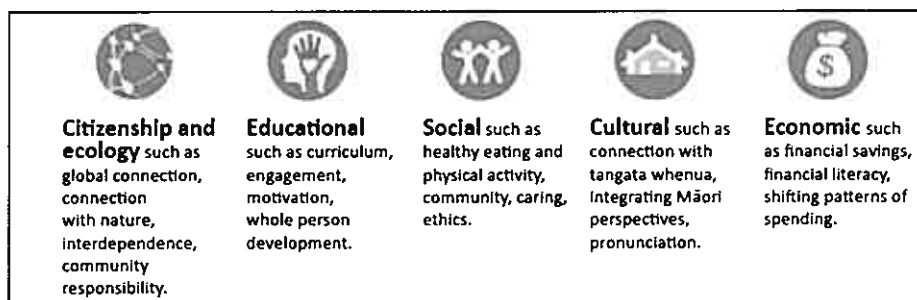 Citizenship and
ecology such as
global connection,
connection
with nature,
interdependence,
community
responsibility.
Educational
such as curriculum,
engagement,
motivation,
whole person
development.
Social such as
healthy eating and
physical activity,
community, caring,
ethics.
Cultural such as
connection with
tangata whenua,
integrating Māori
perspectives,
pronunciation.
$
Economic such
as financial savings,
financial literacy,
shifting patterns of
spending.